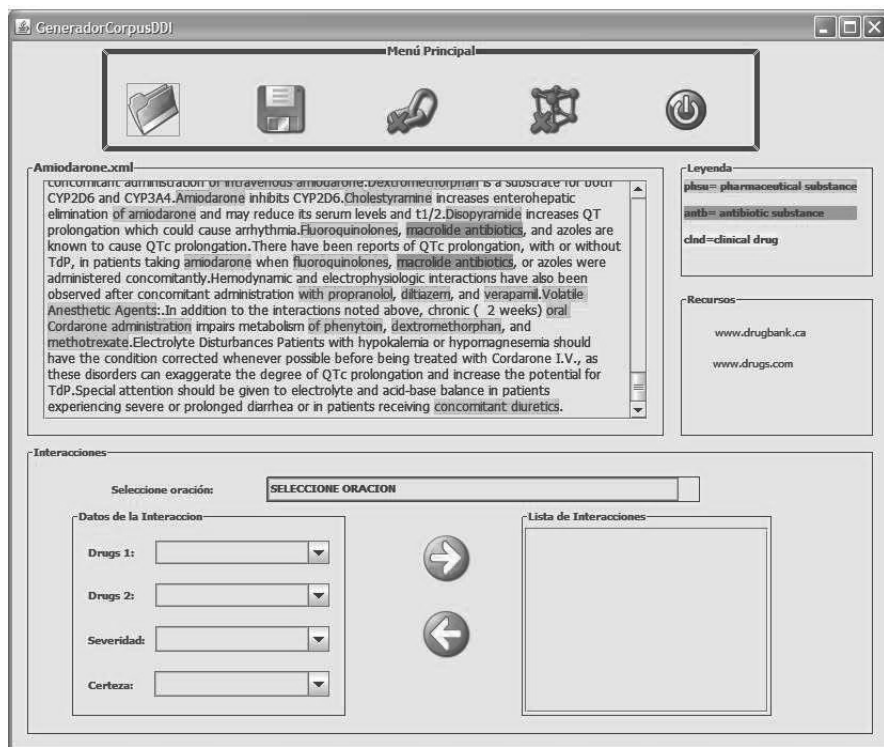 GeneradorCorpusDDI
Menú Principal
Amiodarone.xml
concomitant administration of intravenous amiodarone.Dextromethorphan is a substrate for both
CYP2D6 and CYP3A4.Amiodarone inhibits CYP2D6.Cholestyramine increases enterohepatic
elimination of amiodarone and may reduce its serum levels and t1/2.Disopyramide increases QT
prolongation which could cause arrhythmia.Fluoroquinolones, macrolide antibiotics, and azoles are
known to cause QTc prolongation.There have been reports of QTc prolongation, with or without
TdP, in patients taking amiodarone when fluoroquinolones, macrolide antibiotics, or azoles were
administered concomitantly.Hemodynamic and electrophysiologic interactions have also been
observed after concomitant administration with propranolol, diltiazem, and verapamil.Volatile
Anesthetic Agents:.In addition to the interactions noted above, chronic ( 2 weeks) oral
Cordarone administration impairs metabolism of phenytoin, dextromethorphan, and
methotrexate.Electrolyte Disturbances Patients with hypokalemia or hypomagnesemia should
have the condition corrected whenever possible before being treated with Cordarone I.V., as
these disorders can exaggerate the degree of QTc prolongation and increase the potential for
TdP.Special attention should be given to electrolyte and acid-base balance in patients
experiencing severe or prolonged diarrhea or in patients receiving concomitant diuretics.
Leyenda
phsu= pharmaceutical substance
antb= antibiotic substance
clnd=clinical drug
Recursos
www.drugbank.ca
www.drugs.com
Interacciones
Seleccione oración:
SELECCIONE ORACION
Datos de la Interaccion
Drugs 1:
Drugs 2:
Severidad:
Certeza:
Lista de Interacciones